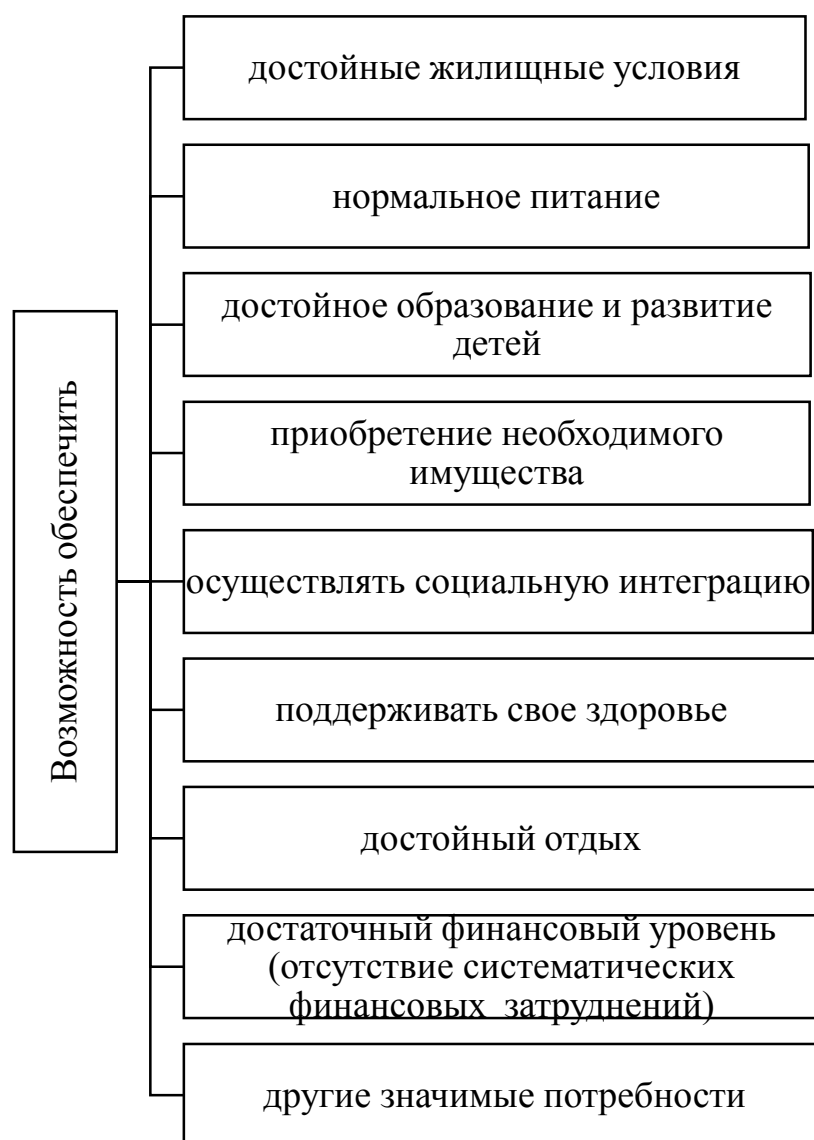 достойные жилищные условия
нормальное питание
достойное образование и развитие
детей
приобретение необходимого
имущества
Возможность обеспечить
осуществлять социальную интеграцию
поддерживать свое здоровье
достойный отдых
достаточный финансовый уровень
(отсутствие систематических
финансовых затруднений)
другие значимые потребности